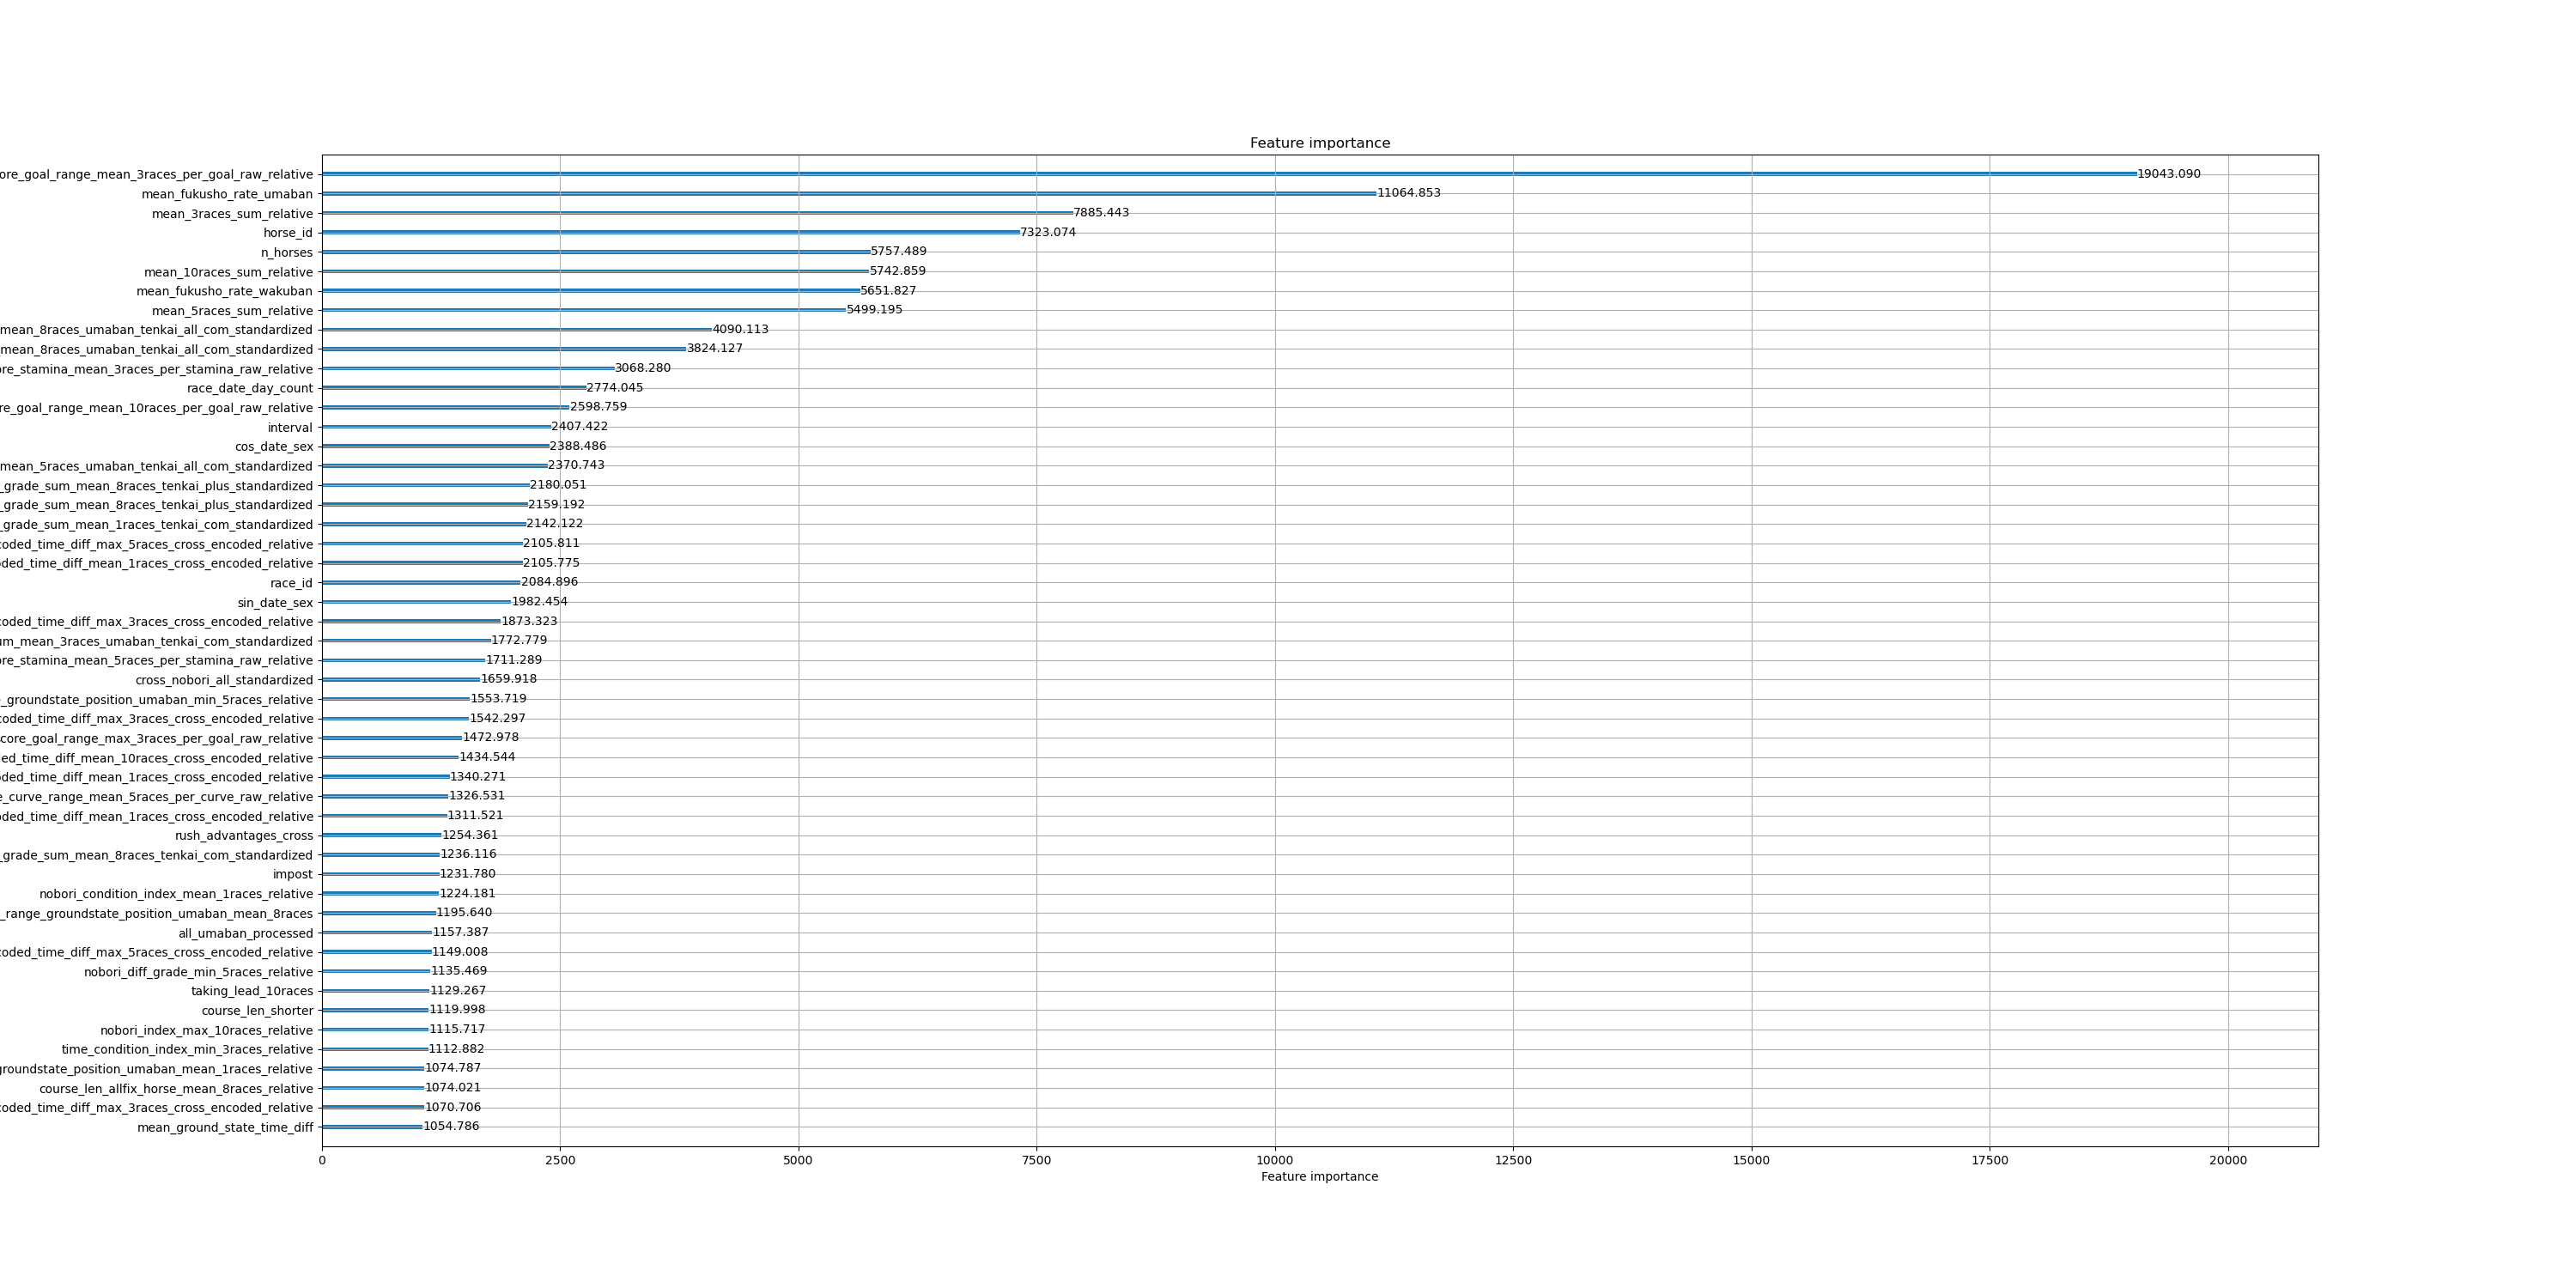 Feature importance
ore_goal_range_mean_3races_per_goal_raw_relative 19043.090
mean_fukusho_rate_umaban 11064.853
mean_3races_sum_relative 7885.443
horse_id 7323.074
n_horses 5757.489
mean_10races_sum_relative 5742.859
mean_fukusho_rate_wakuban 5651.827
mean_5races_sum_relative 5499.195
mean_8races_umaban_tenkai_all_com_standardized 4090.113
mean_8races_umaban_tenkai_all_com_standardized 3824.127
ore_stamina_mean_3races_per_stamina_raw_relative 3068.280
race_date_day_count 2774.045
re_goal_range_mean_10races_per_goal_raw_relative 2598.759
interval 2407.422
cos_date_sex 2388.486
mean_5races_umaban_tenkai_all_com_standardized 2370.743
_grade_sum_mean_8races_tenkai_plus_standardized 2180.051
_grade_sum_mean_8races_tenkai_plus_standardized 2159.192
_grade_sum_mean_1races_tenkai_com_standardized 2142.122
coded_time_diff_max_5races_cross_encoded_relative 2105.811
ded_time_diff_mean_1races_cross_encoded_relative 2105.775
race_id 2084.896
sin_date_sex 1982.454
coded_time_diff_max_3races_cross_encoded_relative 1873.323
um_mean_3races_umaban_tenkai_com_standardized 1772.779
ore_stamina_mean_5races_per_stamina_raw_relative 1711.289
cross_nobori_all_standardized 1659.918
_groundstate_position_umaban_min_5races_relative 1553.719
coded_time_diff_max_3races_cross_encoded_relative 1542.297
core_goal_range_max_3races_per_goal_raw_relative 1472.978
ed_time_diff_mean_10races_cross_encoded_relative 1434.544
ded_time_diff_mean_1races_cross_encoded_relative 1340.271
e_curve_range_mean_5races_per_curve_raw_relative 1326.531
ded_time_diff_mean_1races_cross_encoded_relative 1311.521
rush_advantages_cross 1254.361
_grade_sum_mean_8races_tenkai_com_standardized 1236.116
impost 1231.780
nobori_condition_index_mean_1races_relative 1224.181
_range_groundstate_position_umaban_mean_8races 1195.640
all_umaban_processed 1157.387
coded_time_diff_max_5races_cross_encoded_relative 1149.008
nobori_diff_grade_min_5races_relative 1135.469
taking_lead_10races 1129.267
course_len_shorter 1119.998
nobori_index_max_10races_relative 1115.717
time_condition_index_min_3races_relative 1112.882
groundstate_position_umaban_mean_1races_relative 1074.787
course_len_allfix_horse_mean_8races_relative 1074.021
coded_time_diff_max_3races_cross_encoded_relative 1070.706
mean_ground_state_time_diff 1054.786
0 2500 5000 7500 10000 12500 15000 17500 20000
Feature importance